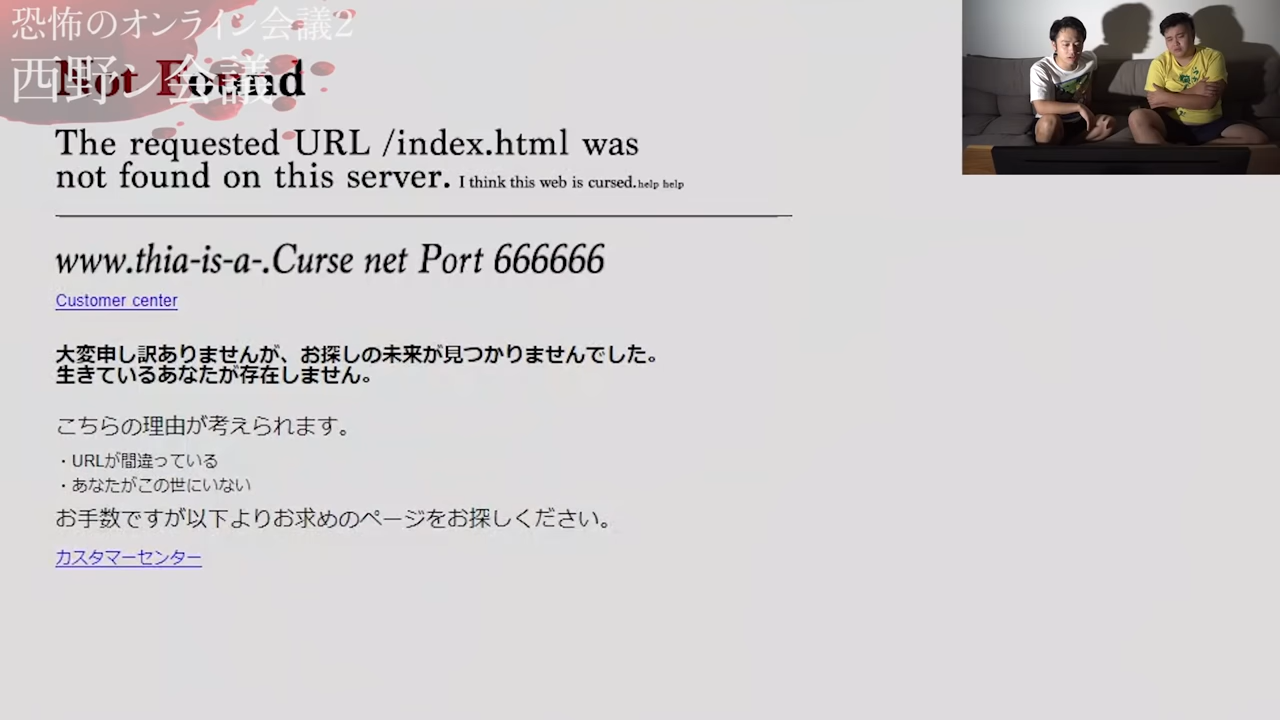 恐怖のオンライン会議2
西野ン会議
Not Found
The requested URL /index.html was
not found on this server. I think this web is cursed.help help
www.thia-is-a-.Curse net Port 666666
Customer center
大変申し訳ありませんが、お探しの未来が見つかりませんでした。
生きているあなたが存在しません。
こちらの理由が考えられます。
・URLが間違っている
・あなたがこの世にいない
お手数ですが以下よりお求めのページをお探しください。
カスタマーセンター